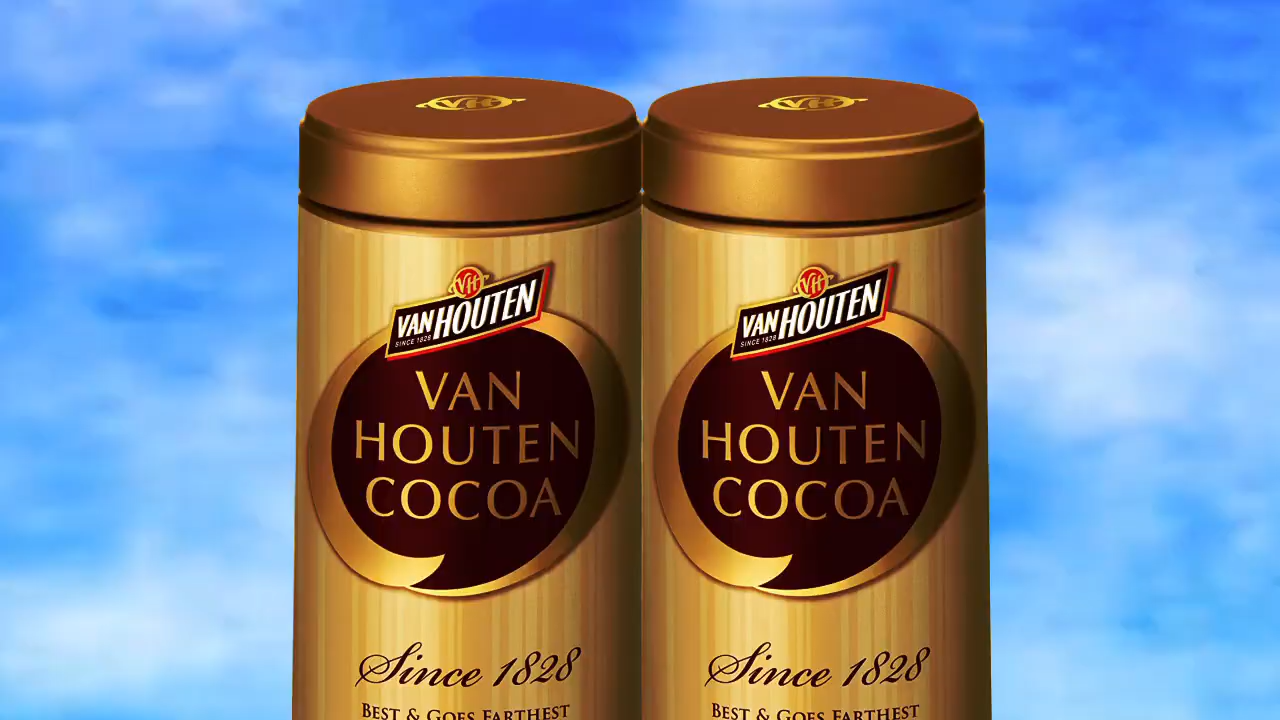 VH
VAN HOUTEN
SINCE 1828
VAN
HOUTEN
COCOA
Since 1828
BEST & GOES FARTHEST
VH
VAN HOUTEN
SINCE 1828
VAN
HOUTEN
COCOA
Since 1828
BEST & GOES FARTHEST